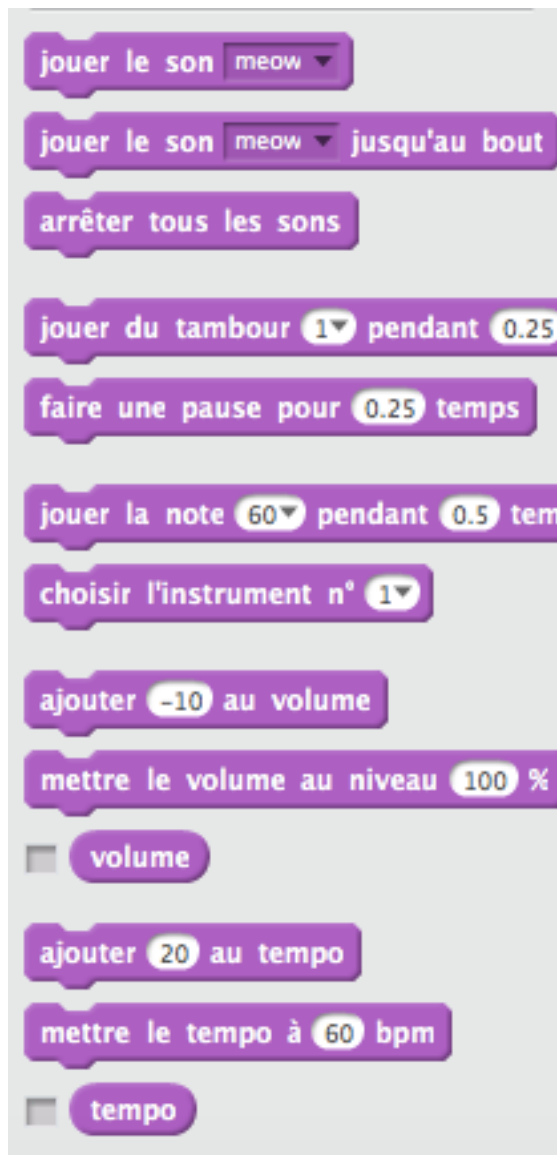 jouer le son meow
jouer le son meow jusqu'au bout
arrêter tous les sons
jouer du tambour 1 pendant 0.25
faire une pause pour 0.25 temps
jouer la note 60 pendant 0.5 tem
choisir l'instrument n° 1
ajouter -10 au volume
mettre le volume au niveau 100 %
volume
ajouter 20 au tempo
mettre le tempo à 60 bpm
tempo